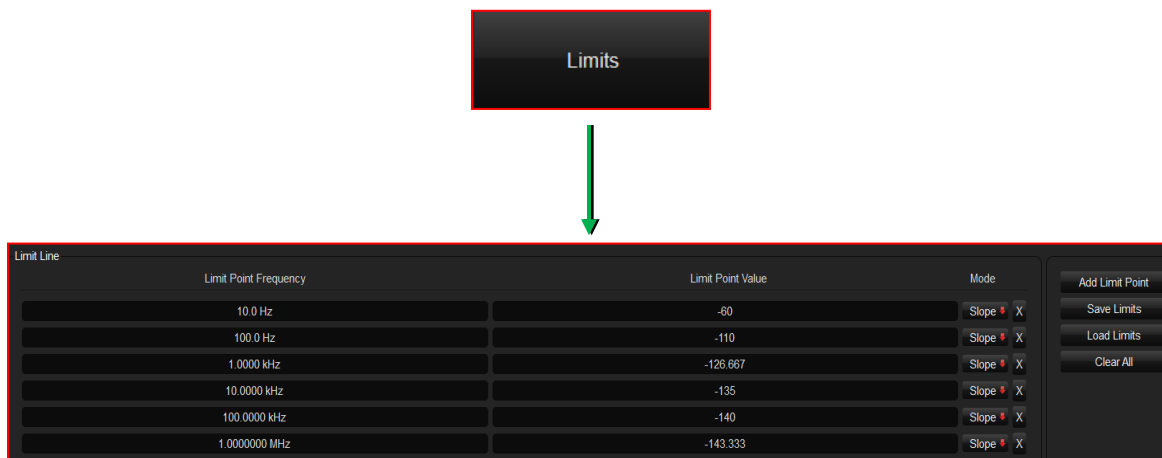 Limits
Limit Line
Limit Point Frequency Limit Point Value Mode
10.0 Hz -60 Slope X
100.0 Hz -110 Slope X
1.0000 kHz -126.667 Slope X
10.0000 kHz -135 Slope X
100.0000 kHz -140 Slope X
1.0000000 MHz -143.333 Slope X
Add Limit Point
Save Limits
Load Limits
Clear All